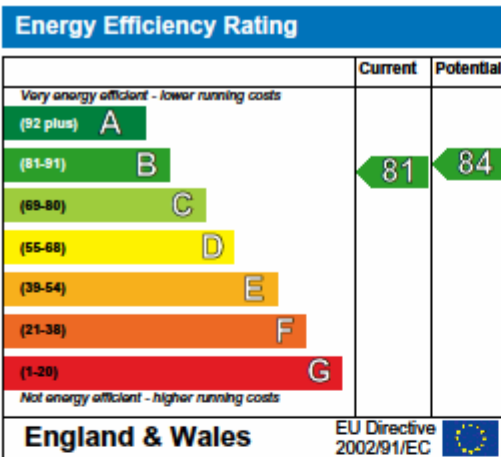 Energy Efficiency Rating
Current Potential
Very energy efficient - lower running costs
(92 plus) A
(81-91) B 81 84
(69-80) C
(55-68) D
(39-54) E
(21-38) F
(1-20) G
Not energy efficient - higher running costs
England & Wales
EU Directive
2002/91/EC